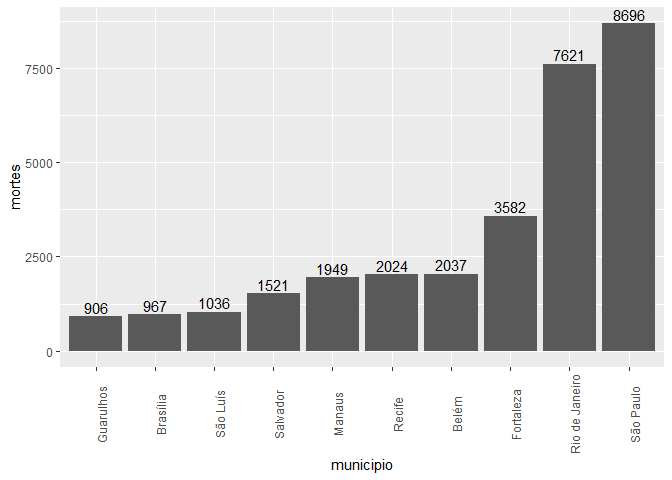 8696
7621
3582
2037
2024
1949
1521
1036
967
906
7500
5000
2500
0
mortes
Guarulhos
Brasília
São Luís
Salvador
Manaus
Recife
Belém
Fortaleza
Rio de Janeiro
São Paulo
municipio